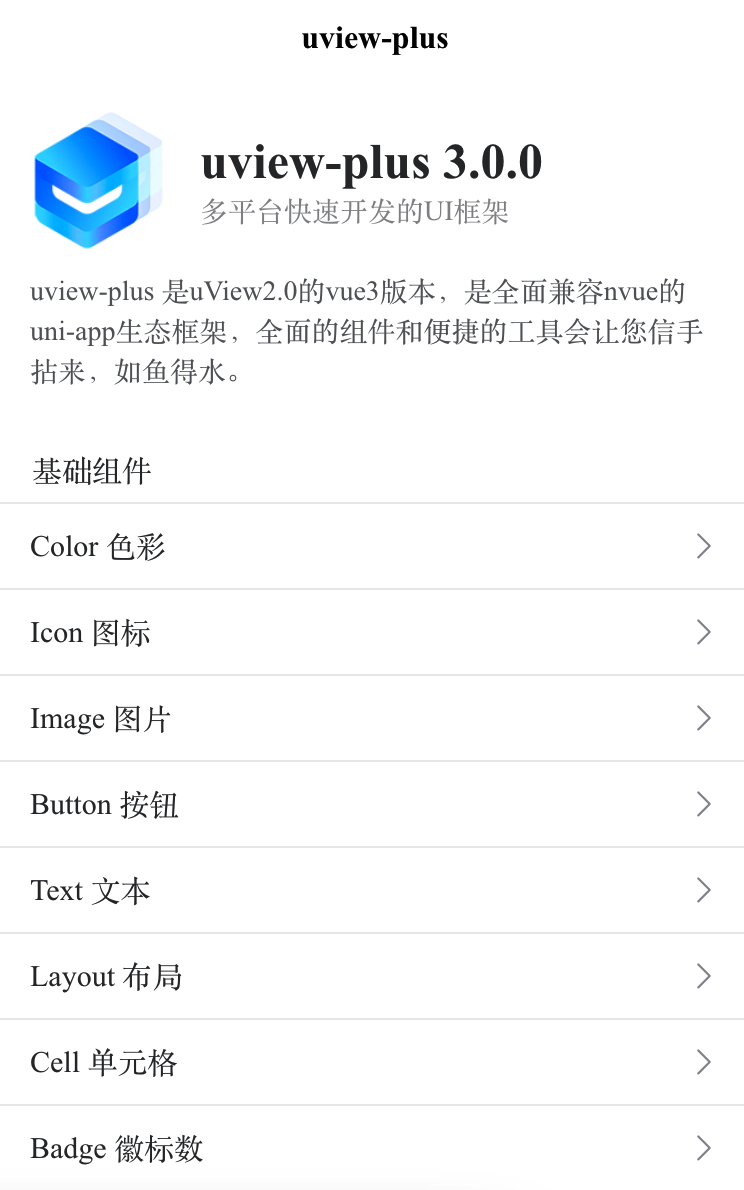 uview-plus
uview-plus 3.0.0
多平台快速开发的UI框架
uview-plus 是uView2.0的vue3版本，是全面兼容nvue的
uni-app生态框架，全面的组件和便捷的工具会让您信手
拈来，如鱼得水。
基础组件
Color 色彩
Icon 图标
Image 图片
Button 按钮
Text 文本
Layout 布局
Cell 单元格
Badge 徽标数